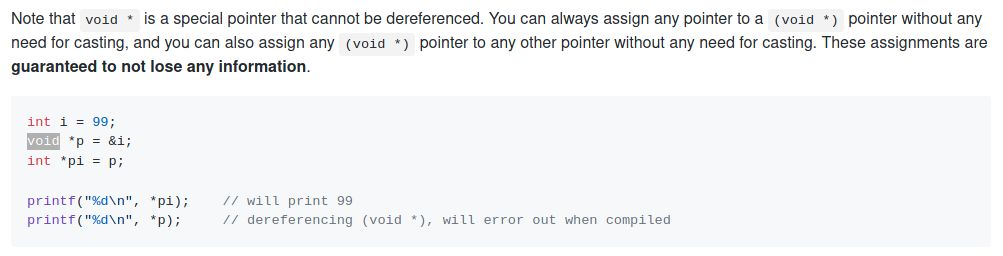 Note that void * is a special pointer that cannot be dereferenced. You can always assign any pointer to a (void *) pointer without any
need for casting, and you can also assign any (void *) pointer to any other pointer without any need for casting. These assignments are
guaranteed to not lose any information.
int i = 99;
void *p = &i;
int *pi = p;
printf("%d\n", *pi);    // will print 99
printf("%d\n", *p);     // dereferencing (void *), will error out when compiled